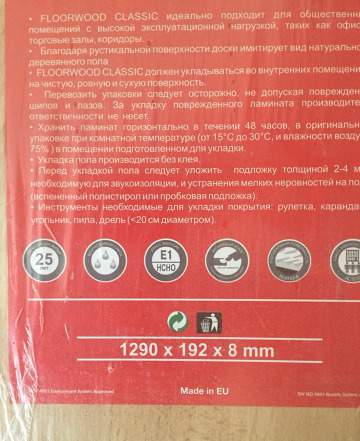 • FLOORWOOD CLASSIC идеально подходит для общественн
помещений с высокой эксплуатационной нагрузкой, таких как офис
торговые залы, коридоры.
• Благодаря рустикальной поверхности доски имитирует вид натураль
деревянного пола
• FLOORWOOD CLASSIC должен укладываться во внутренних помещени
на чистую, ровную и сухую поверхность.
• Перевозить упаковки следует осторожно, не допуская поврежден
шипов и пазов. За укладку поврежденного ламината производите
ответственности не несет.
• Хранить ламинат горизонтально в течении 48 часов, в оригинальн
упаковке при комнатной температуре (от 15°С до 30°С, и влажности возду
75% ) в помещении подготовленном для укладки.
• Укладка пола производится без клея,
• Перед укладкой пола следует уложить подложку толщиной 2-4 м
необходимую для звукоизоляции, и устранения мелких неровностей на по
(вспененный полистирол или пробковая подложка).
• Инструменты необходимые для укладки покрытия: рулетка, каранда
угольник, пила, дрель (<20 см диаметром).
25
лет
E1
HCHO
1290 x 192 x 8 mm
Made in EU